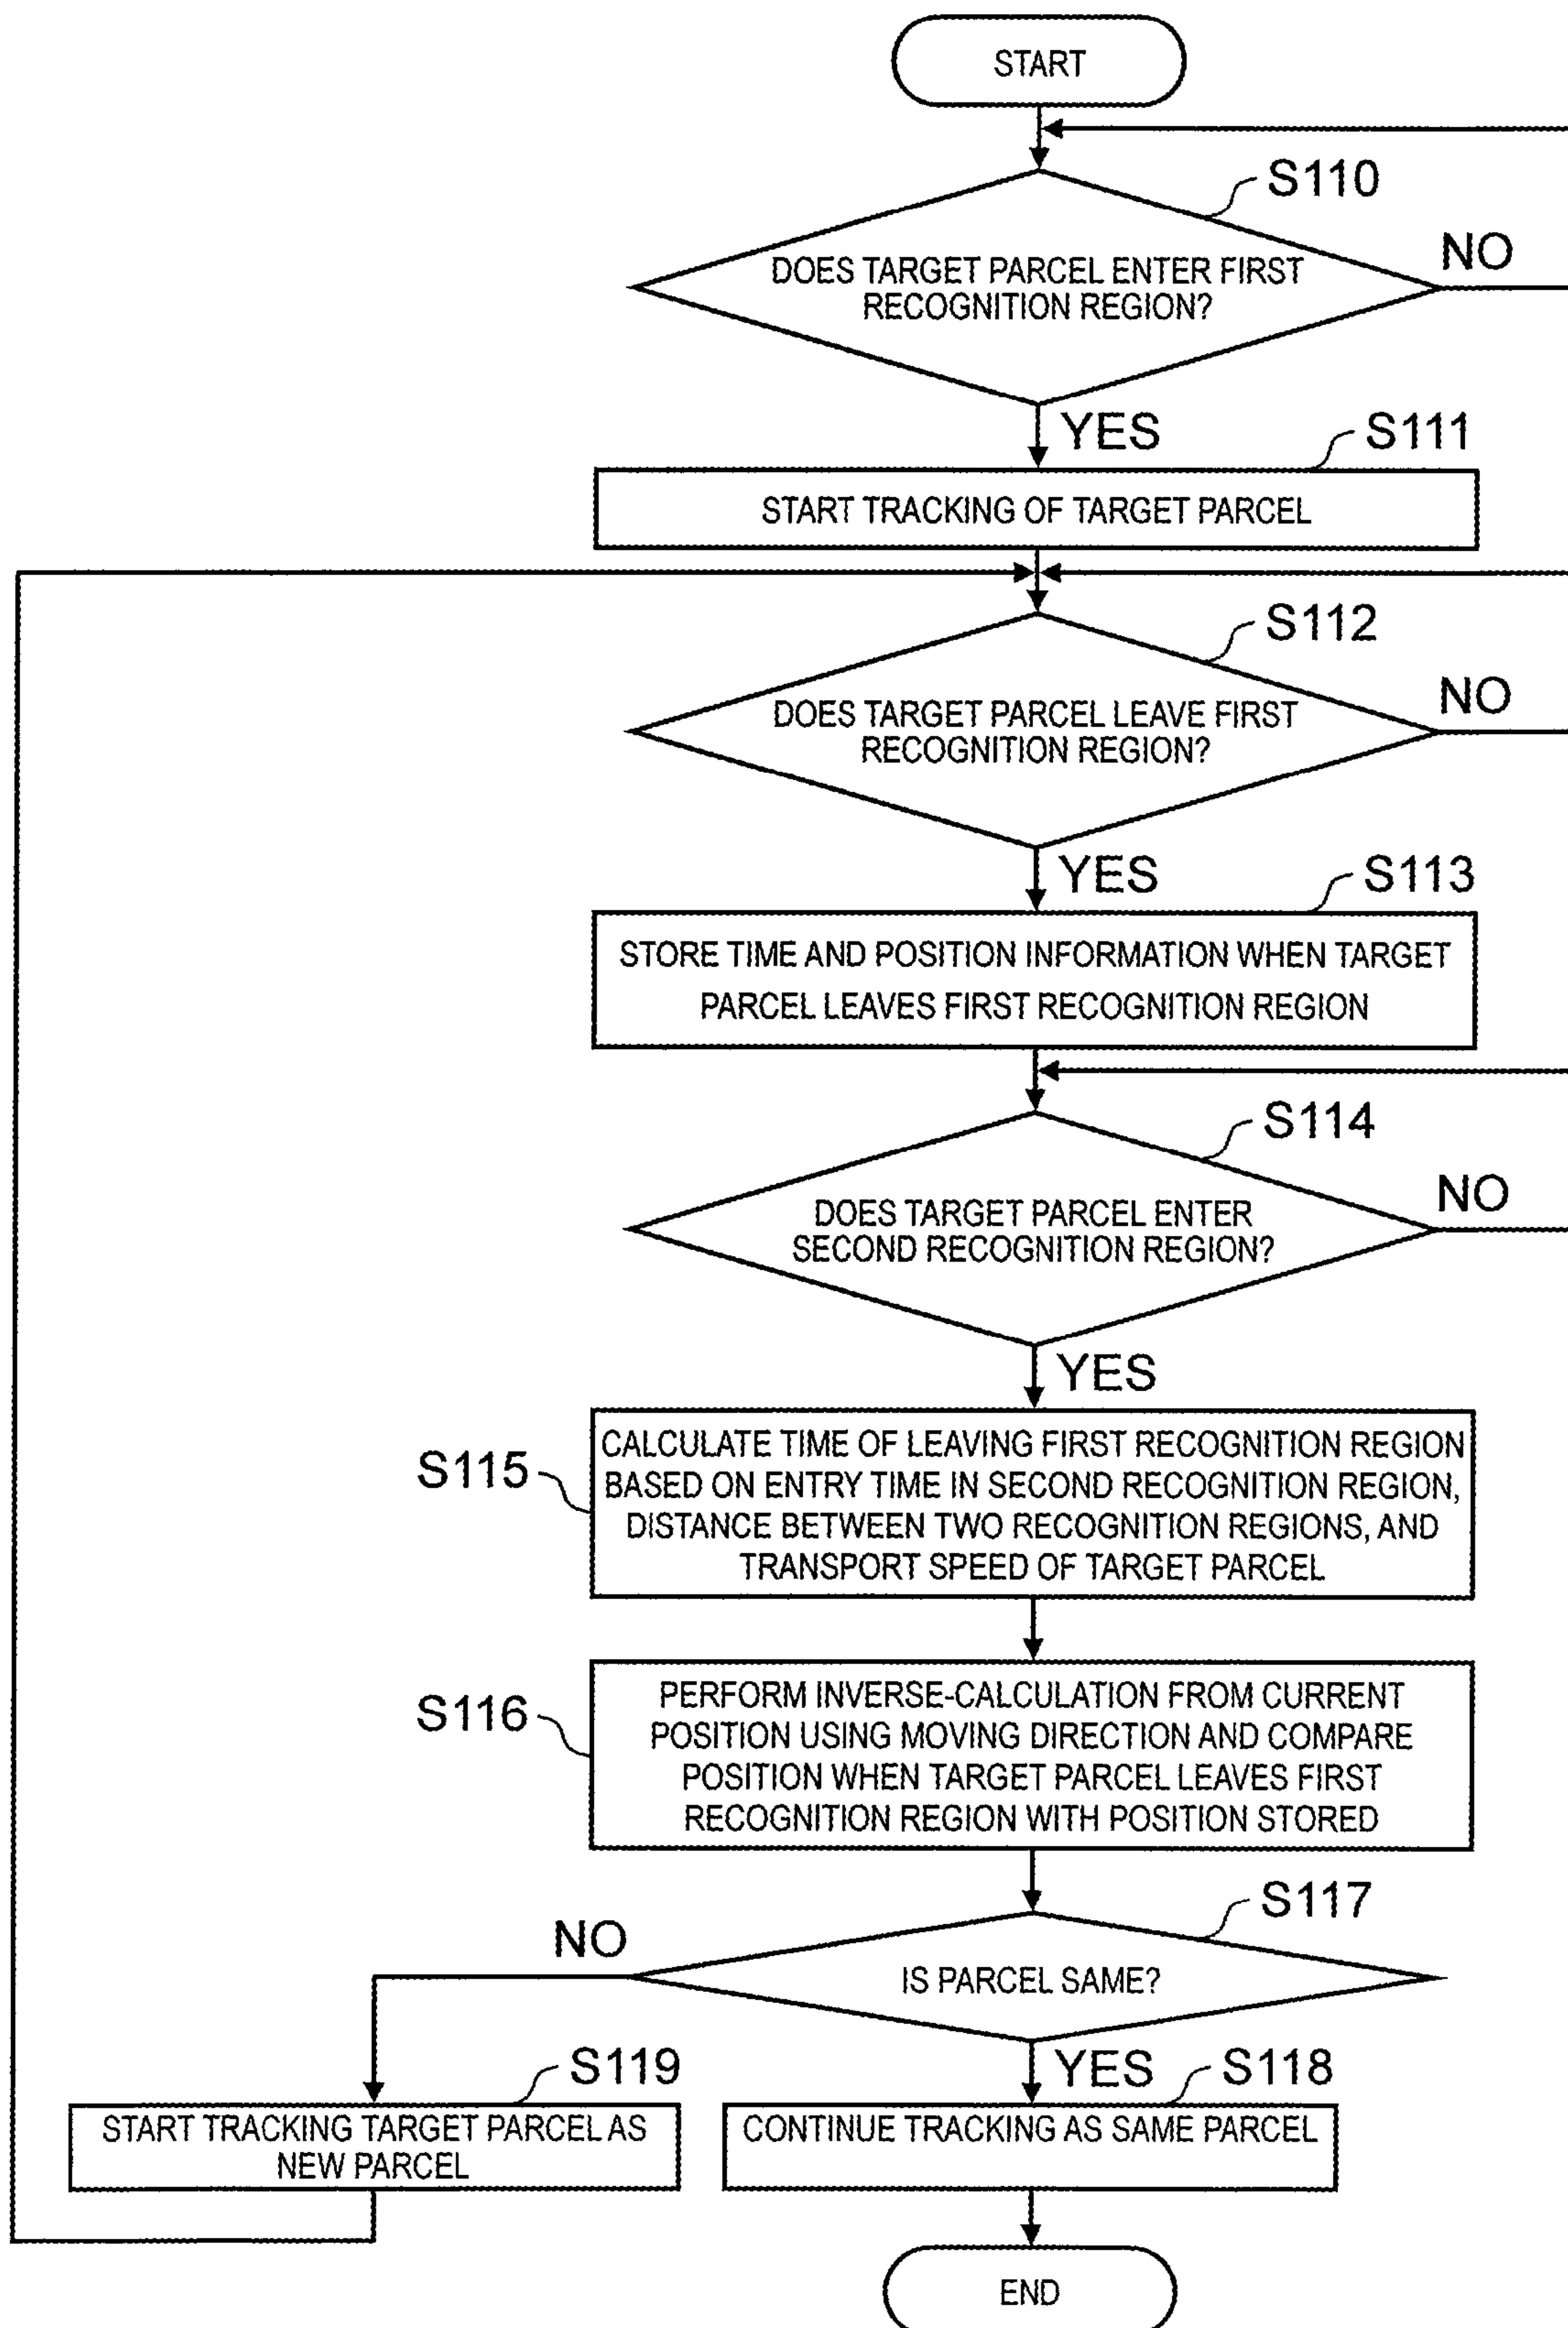 START
S110
DOES TARGET PARCEL ENTER FIRST
RECOGNITION REGION?
NO
YES
S111
START TRACKING OF TARGET PARCEL
S112
DOES TARGET PARCEL LEAVE FIRST
RECOGNITION REGION?
NO
YES
S113
STORE TIME AND POSITION INFORMATION WHEN TARGET
PARCEL LEAVES FIRST RECOGNITION REGION
S114
DOES TARGET PARCEL ENTER
SECOND RECOGNITION REGION?
NO
YES
S115
CALCULATE TIME OF LEAVING FIRST RECOGNITION REGION
BASED ON ENTRY TIME IN SECOND RECOGNITION REGION,
DISTANCE BETWEEN TWO RECOGNITION REGIONS, AND
TRANSPORT SPEED OF TARGET PARCEL
S116
PERFORM INVERSE-CALCULATION FROM CURRENT
POSITION USING MOVING DIRECTION AND COMPARE
POSITION WHEN TARGET PARCEL LEAVES FIRST
RECOGNITION REGION WITH POSITION STORED
S117
NO
IS PARCEL SAME?
YES
S119
START TRACKING TARGET PARCEL AS
NEW PARCEL
S118
CONTINUE TRACKING AS SAME PARCEL
END